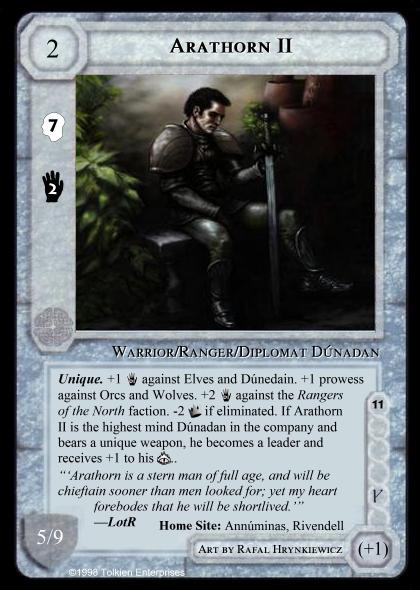 2
ARATHORN II
7
2
WARRIOR/RANGER/DIPLOMAT DÚNADAN
Unique. +1 against Elves and Dúnedain. +1 prowess
against Orcs and Wolves. +2 against the Rangers
of the North faction. -2 if eliminated. If Arathorn
II is the highest mind Dúnadan in the company and
bears a unique weapon, he becomes a leader and
receives +1 to his ..
“‘Arathorn is a stern man of full age, and will be
chieftain sooner than men looked for; yet my heart
forebodes that he will be shortlived.’”
—LotR
Home Site: Annúminas, Rivendell
11
5/9
ART BY RAFAL HRYNKIEWICZ
(+1)
©1998 Tolkien Enterprises